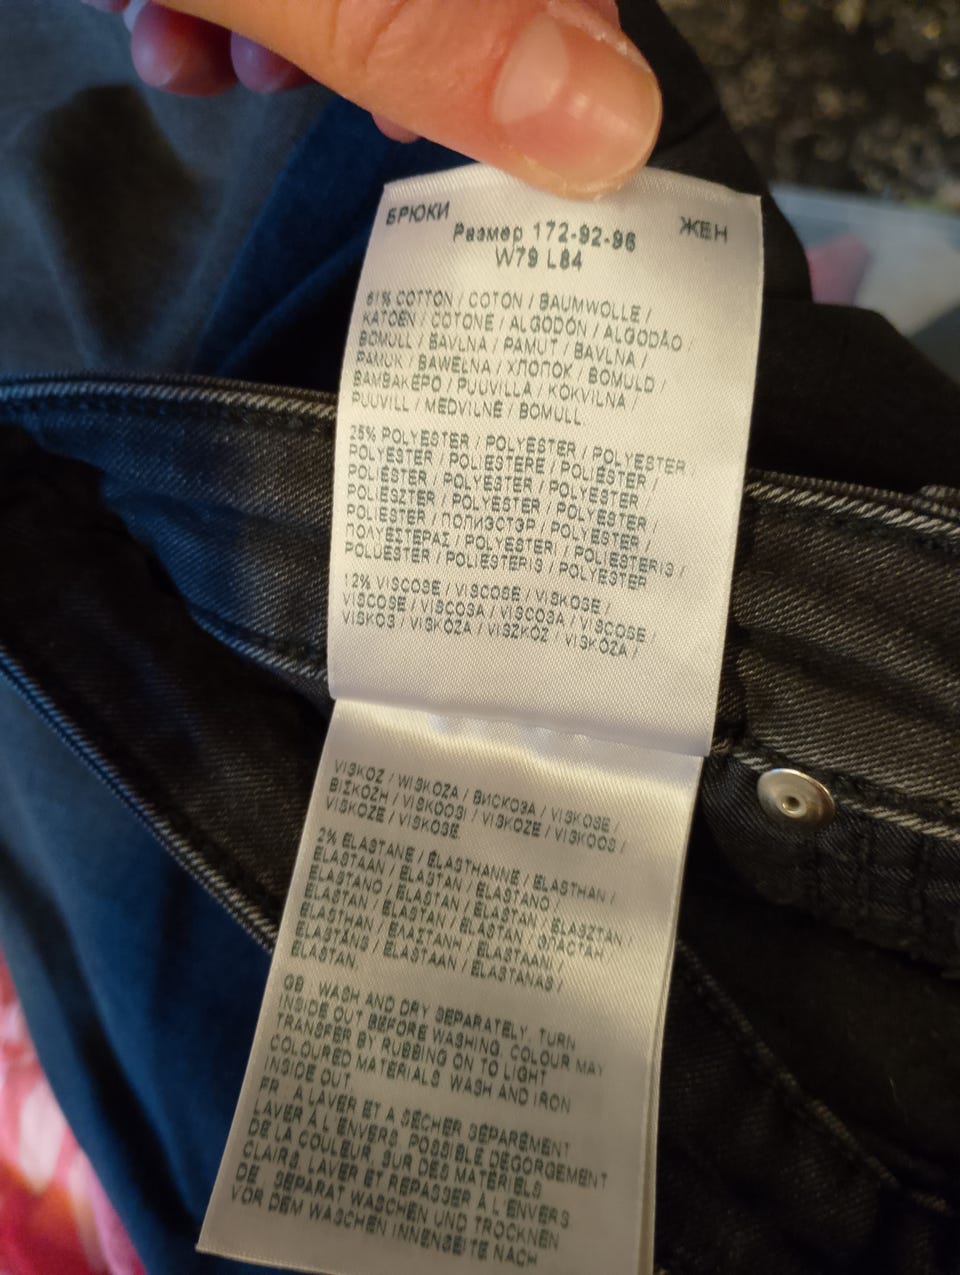 БРЮКИ ЖЕН
Размер 172-92-96
W79 L84
61% COTTON / COTON / BAUMWOLLE /
KATOEN / COTONE / ALGODÓN / ALGODÃO /
BOMULL / BAVLNA / PAMUT / BAVLNA /
PAMUK / BAWEŁNA / ХЛОПОК / BOMULD /
ΒΑΜΒΑΚΕΡΟ / PUUVILLA / KOKVILNA /
PUUVILL / MEDVILNĖ / BOMULL.
25% POLYESTER / POLYESTER / POLYESTER /
POLYESTER / POLIESTERE / POLIÉSTER /
POLIÉSTER / POLYESTER / POLYESTER /
POLIÉSZTER / POLYESTER / POLYESTER /
POLIESTER / ПОЛИЭСТЭР / POLYESTER /
ΠΟΛΥΕΣΤΕΡΑΣ / POLYESTERI / POLIESTERIS /
POLÜESTER / POLIESTERIS / POLYESTER
12% VISCOSE / VISCOSE / VISKOSE /
VISCOSE / VISCOSA / VISCOSA / VISCOSE /
VISKOS / VISKÓZA / VISZKÓZ / VISKÓZA /
VISKOZ / WISKOZA / ВИСКОЗА / VISKOSE /
ΒΙΣΚΟΖΗ / VISKOOSI / VISKOZE / VISKOOS /
VISKOZE / VISKOSE
2% ELASTANE / ÉLASTHANNE / ELASTHAN /
ELASTAAN / ELASTAN / ELASTANO /
ELASTANO / ELASTAN / ELASTAN / ELASZTÁN /
ELASTAN / ELASTAN / ELASTAN / ЭЛАСТАН /
ELASTHAN / ΕΛΑΣΤΑΝΗ / ELASTAANI /
ELASTĀNS / ELASTAAN / ELASTANAS /
ELASTAN.
GB : WASH AND DRY SEPARATELY. TURN
INSIDE OUT BEFORE WASHING. COLOUR MAY
TRANSFER BY RUBBING ON TO LIGHT
COLOURED MATERIALS. WASH AND IRON
INSIDE OUT.
FR : A LAVER ET A SÉCHER SÉPARÉMENT
LAVER À L'ENVERS. POSSIBLE DÉGORGEMENT
DE LA COULEUR, SUR DES MATÉRIELS
CLAIRS. LAVER ET REPASSER À L'ENVERS
DE : SEPARAT WASCHEN UND TROCKNEN
VOR DEM WASCHEN INNENSEITE NACH